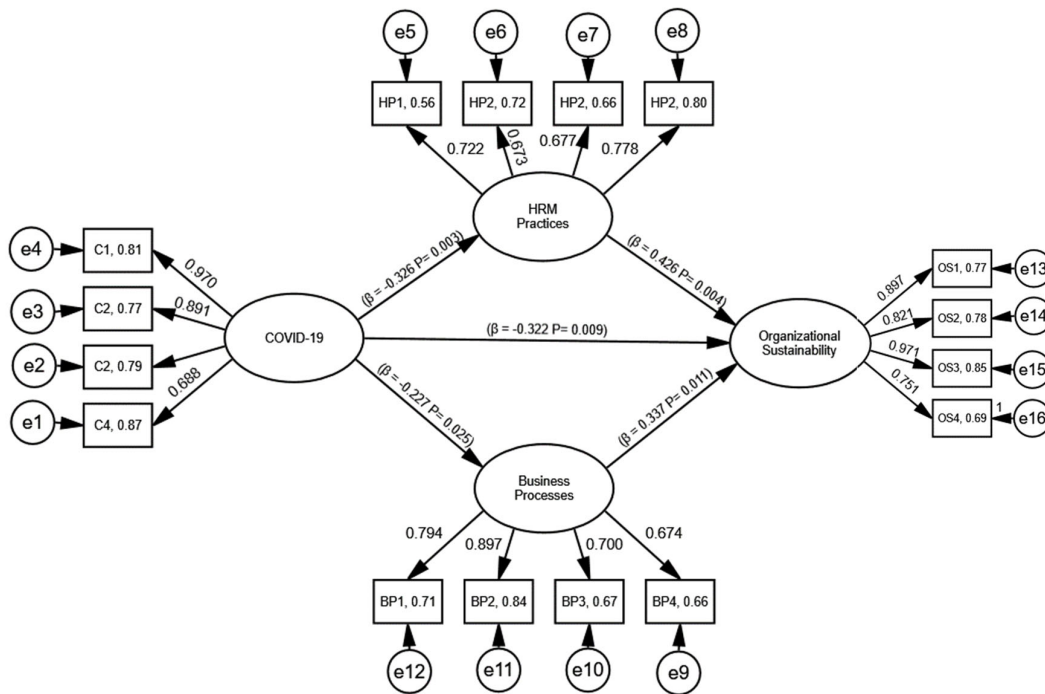 e5
e6
e7
e8
HP1, 0.56
HP2, 0.72
HP2, 0.66
HP2, 0.80
0.722
0.673
0.677
0.778
HRM
Practices
e4
C1, 0.81
0.970
e3
C2, 0.77
0.891
e2
C2, 0.79
e1
C4, 0.87
0.688
COVID-19
(β = -0.326 P= 0.003)
(β = 0.426 P= 0.004)
(β = -0.322 P= 0.009)
(β = -0.227 P= 0.025)
(β = 0.337 P= 0.011)
Organizational
Sustainability
0.897
OS1, 0.77
e13
0.821
OS2, 0.78
e14
0.971
OS3, 0.85
e15
0.751
OS4, 0.69
1
e16
Business
Processes
0.794
0.897
0.700
0.674
BP1, 0.71
BP2, 0.84
BP3, 0.67
BP4, 0.66
e12
e11
e10
e9